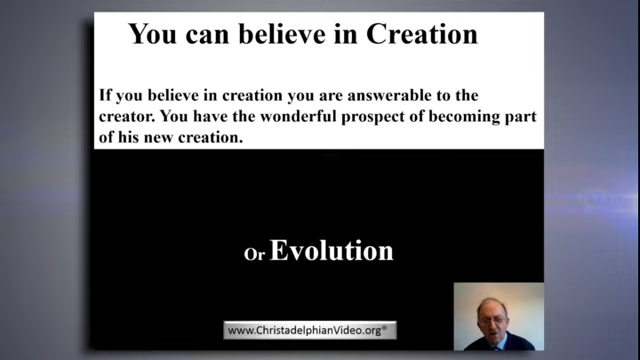 You can believe in Creation
If you believe in creation you are answerable to the
creator. You have the wonderful prospect of becoming part
of his new creation.
Or Evolution
www.ChristadelphianVideo.org®